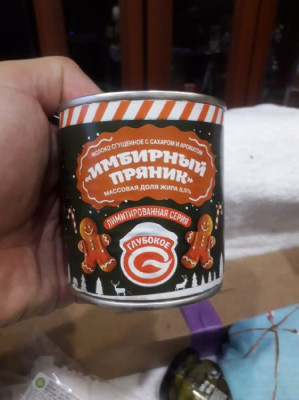 МОЛОКО СГУЩЕННОЕ С САХАРОМ И АРОМАТОМ
«ИМБИРНЫЙ
ПРЯНИК»
МАССОВАЯ ДОЛЯ ЖИРА 8,5%
ЛИМИТИРОВАННАЯ СЕРИЯ
ГЛУБОКОЕ